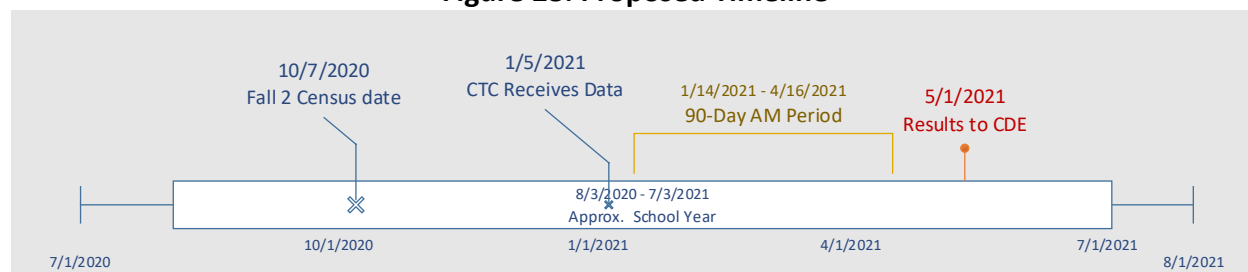 Figure 23: Proposed Timeline
10/7/2020
Fall 2 Census date
1/5/2021
CTC Receives Data
1/14/2021 - 4/16/2021
90-Day AM Period
5/1/2021
Results to CDE
8/3/2020 - 7/3/2021
Approx. School Year
7/1/2020
10/1/2020
1/1/2021
4/1/2021
7/1/2021
8/1/2021